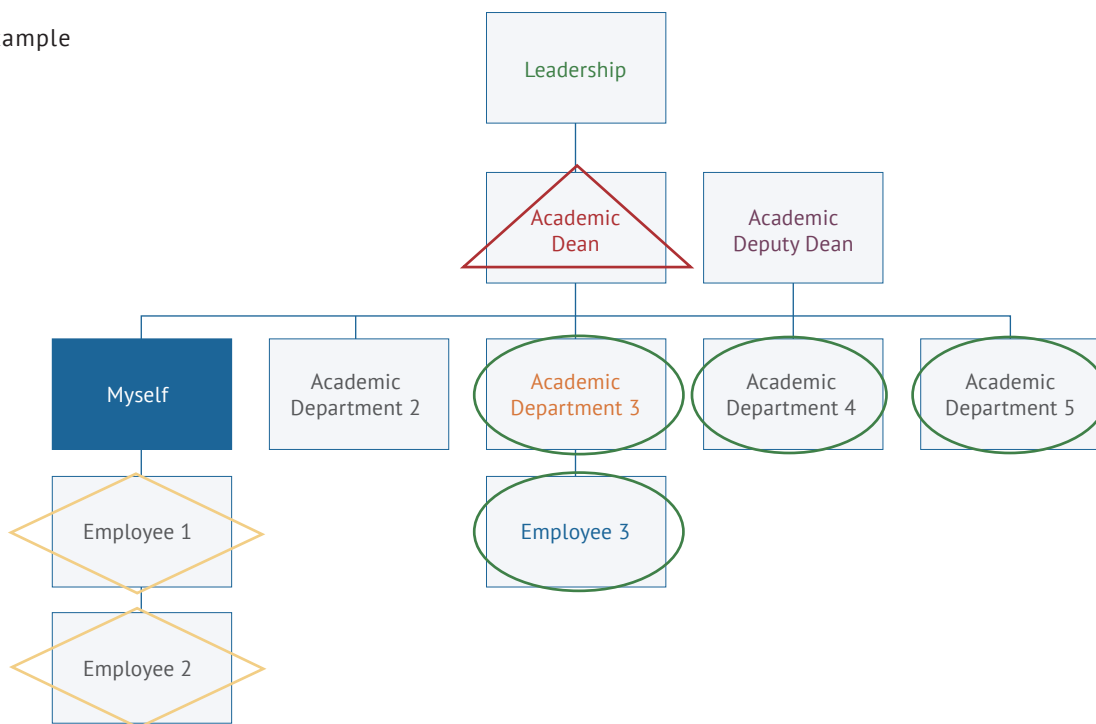 ample
Leadership
Academic
Dean
Academic
Deputy Dean
Myself
Academic
Department 2
Academic
Department 3
Academic
Department 4
Academic
Department 5
Employee 1
Employee 3
Employee 2